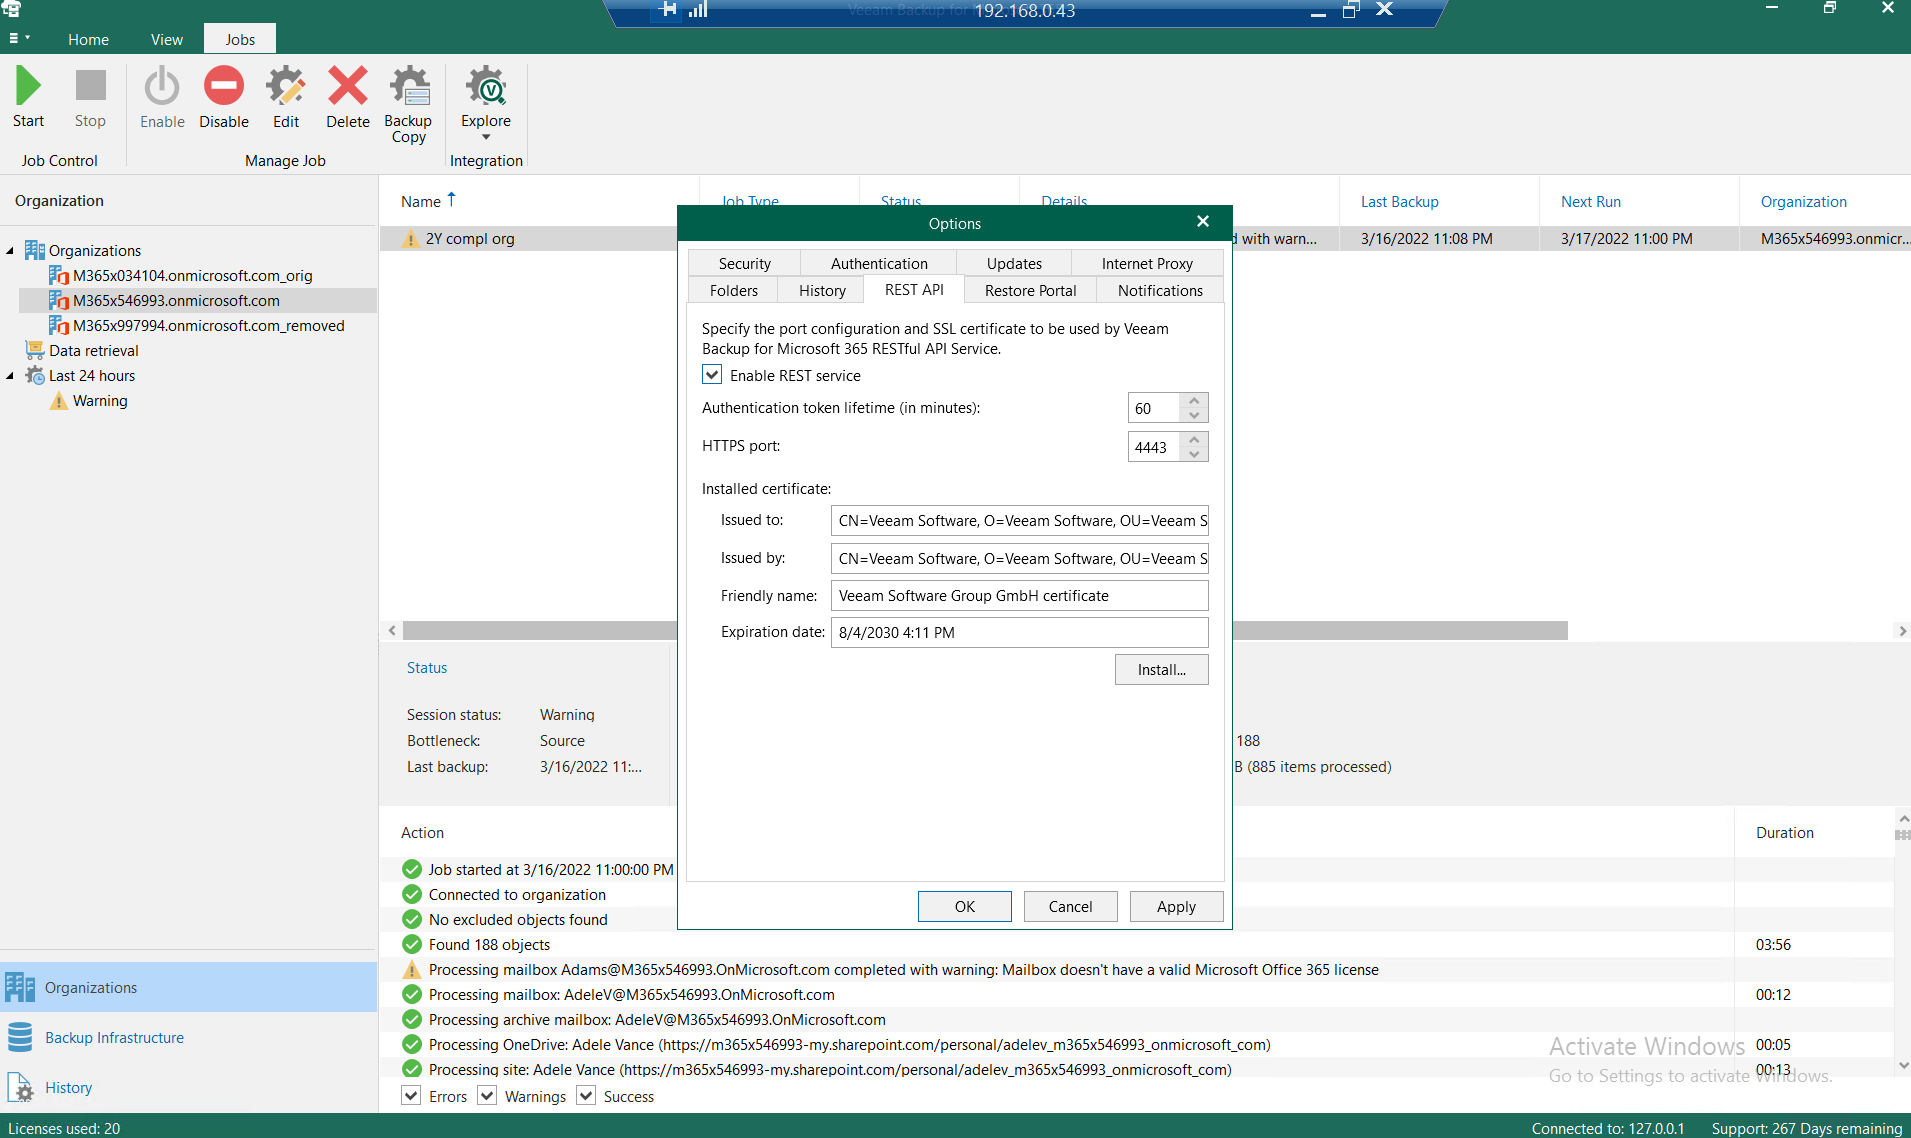 Veeam Backup for
192.168.0.43
Home View Jobs
Start Stop Enable Disable Edit Delete Backup Copy Explore
Job Control Manage Job Integration
Organization
Organizations
M365x034104.onmicrosoft.com_orig
M365x546993.onmicrosoft.com
M365x997994.onmicrosoft.com_removed
Data retrieval
Last 24 hours
Warning
Organizations
Backup Infrastructure
History
Name Job Type Status Details Last Backup Next Run Organization
2Y compl org d with warn... 3/16/2022 11:08 PM 3/17/2022 11:00 PM M365x546993.onmicr...
Options
Security Authentication Updates Internet Proxy
Folders History REST API Restore Portal Notifications
Specify the port configuration and SSL certificate to be used by Veeam
Backup for Microsoft 365 RESTful API Service.
Enable REST service
Authentication token lifetime (in minutes): 60
HTTPS port: 4443
Installed certificate:
Issued to: CN=Veeam Software, O=Veeam Software, OU=Veeam S
Issued by: CN=Veeam Software, O=Veeam Software, OU=Veeam S
Friendly name: Veeam Software Group GmbH certificate
Expiration date: 8/4/2030 4:11 PM
Install...
OK Cancel Apply
Status
Session status: Warning
Bottleneck: Source 188
Last backup: 3/16/2022 11:... B (885 items processed)
Action Duration
Job started at 3/16/2022 11:00:00 PM
Connected to organization
No excluded objects found
Found 188 objects 03:56
Processing mailbox Adams@M365x546993.OnMicrosoft.com completed with warning: Mailbox doesn't have a valid Microsoft Office 365 license
Processing mailbox: AdeleV@M365x546993.OnMicrosoft.com 00:12
Processing archive mailbox: AdeleV@M365x546993.OnMicrosoft.com
Processing OneDrive: Adele Vance (https://m365x546993-my.sharepoint.com/personal/adelev_m365x546993_onmicrosoft_com) 00:05
Processing site: Adele Vance (https://m365x546993-my.sharepoint.com/personal/adelev_m365x546993_onmicrosoft_com) 00:13
Errors Warnings Success
Activate Windows
Go to Settings to activate Windows.
Licenses used: 20 Connected to: 127.0.0.1 Support: 267 Days remaining